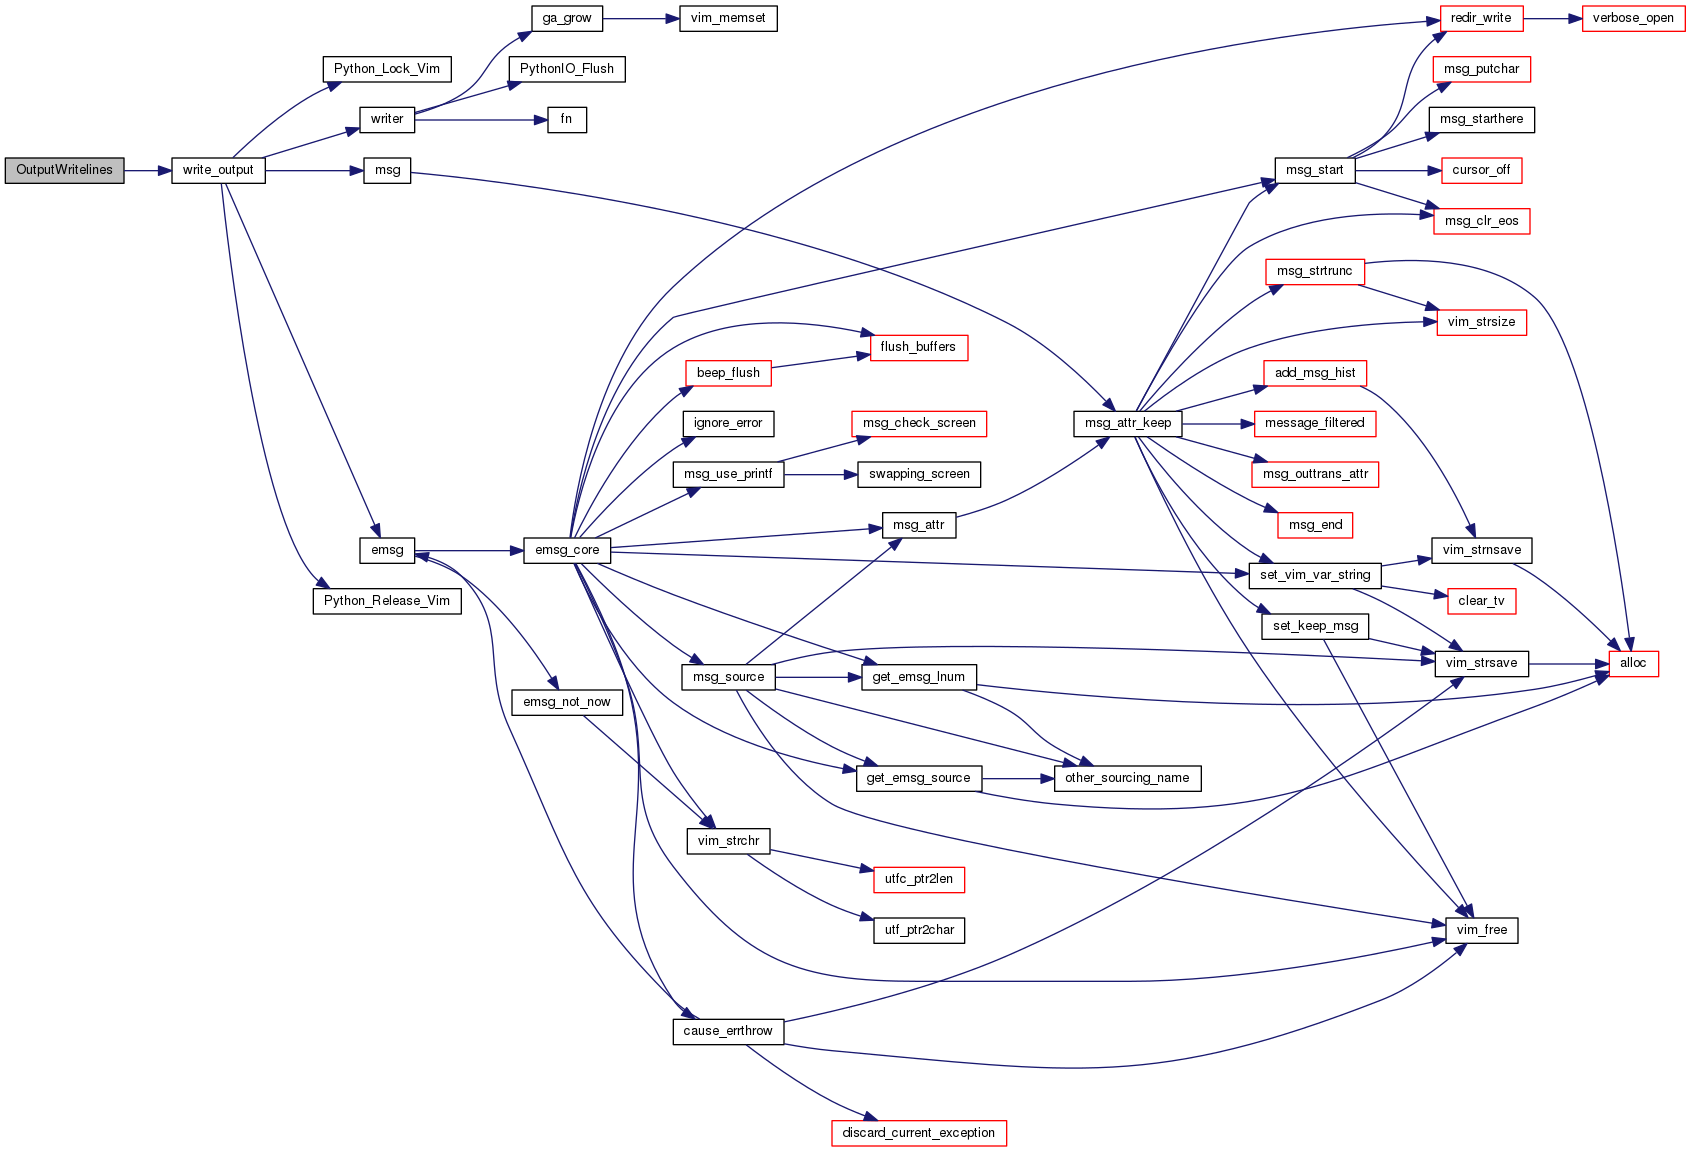 ga_grow
vim_memset
redir_write
verbose_open
Python_Lock_Vim
PythonIO_Flush
msg_putchar
writer
fn
msg_starthere
OutputWritelines
write_output
msg
msg_start
cursor_off
msg_clr_eos
msg_strtrunc
vim_strsize
flush_buffers
beep_flush
add_msg_hist
ignore_error
msg_check_screen
msg_attr_keep
message_filtered
msg_use_printf
swapping_screen
msg_outtrans_attr
msg_attr
msg_end
emsg
emsg_core
vim_strnsave
set_vim_var_string
Python_Release_Vim
clear_tv
set_keep_msg
msg_source
get_emsg_lnum
vim_strsave
alloc
emsg_not_now
get_emsg_source
other_sourcing_name
vim_strchr
utfc_ptr2len
utf_ptr2char
vim_free
cause_errthrow
discard_current_exception